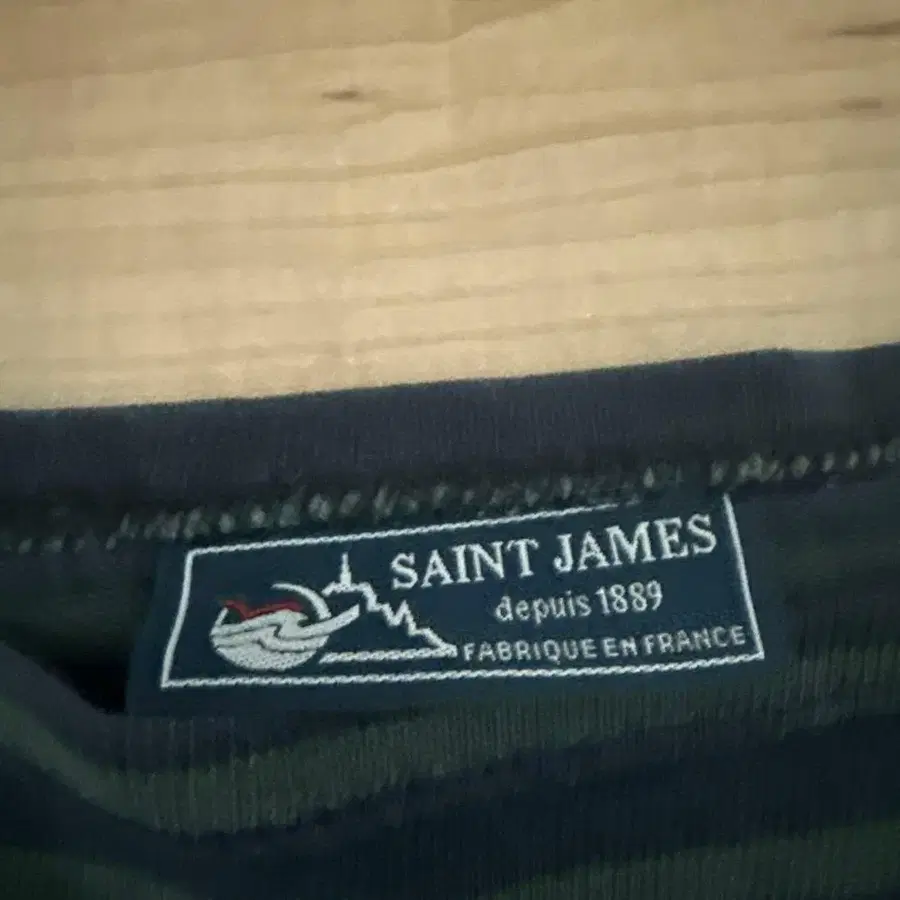 SAINT JAMES
depuis 1889
FABRIQUE EN FRANCE